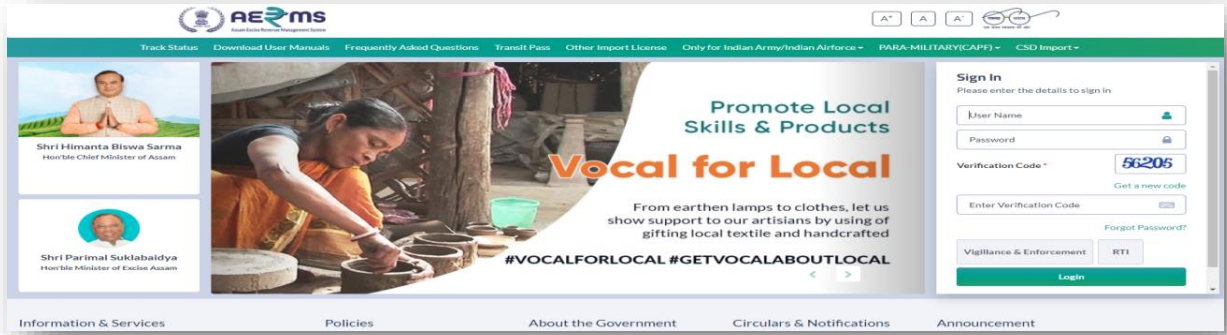 AERMS
Assam Excise Revenue Management System
A+ A A-
Track Status Download User Manuals Frequently Asked Questions Transit Pass Other Import License Only for Indian Army/Indian Airforce PARA-MILITARY(CAPF) CSD Import
Shri Himanta Biswa Sarma
Hon'ble Chief Minister of Assam
Shri Parimal Suklabaidya
Hon'ble Minister of Excise Assam
Promote Local
Skills & Products
Vocal for Local
From earthen lamps to clothes, let us
show support to our artisians by using of
gifting local textile and handcrafted
#VOCALFORLOCAL #GETVOCALABOUTLOCAL
Sign In
Please enter the details to sign in
User Name
Password
Verification Code *
56205
Get a new code
Enter Verification Code
Forgot Password?
Vigillance & Enforcement RTI
Login
Information & Services Policies About the Government Circulars & Notifications Announcement